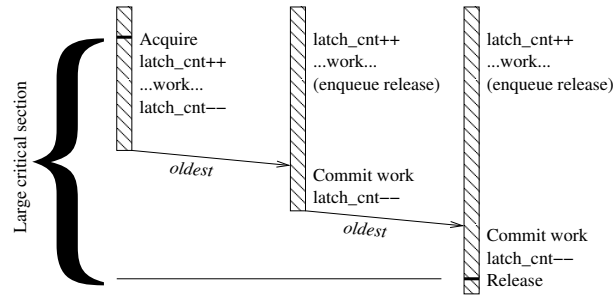 Large critical section
Acquire
latch_cnt++
...work...
latch_cnt−−
oldest
latch_cnt++
...work...
(enqueue release)
Commit work
latch_cnt−−
oldest
latch_cnt++
...work...
(enqueue release)
Commit work
latch_cnt−−
Release